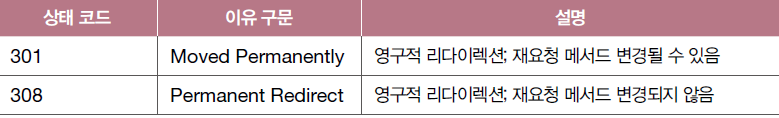 상태 코드 이유 구문 설명
301 Moved Permanently 영구적 리다이렉션; 재요청 메서드 변경될 수 있음
308 Permanent Redirect 영구적 리다이렉션; 재요청 메서드 변경되지 않음